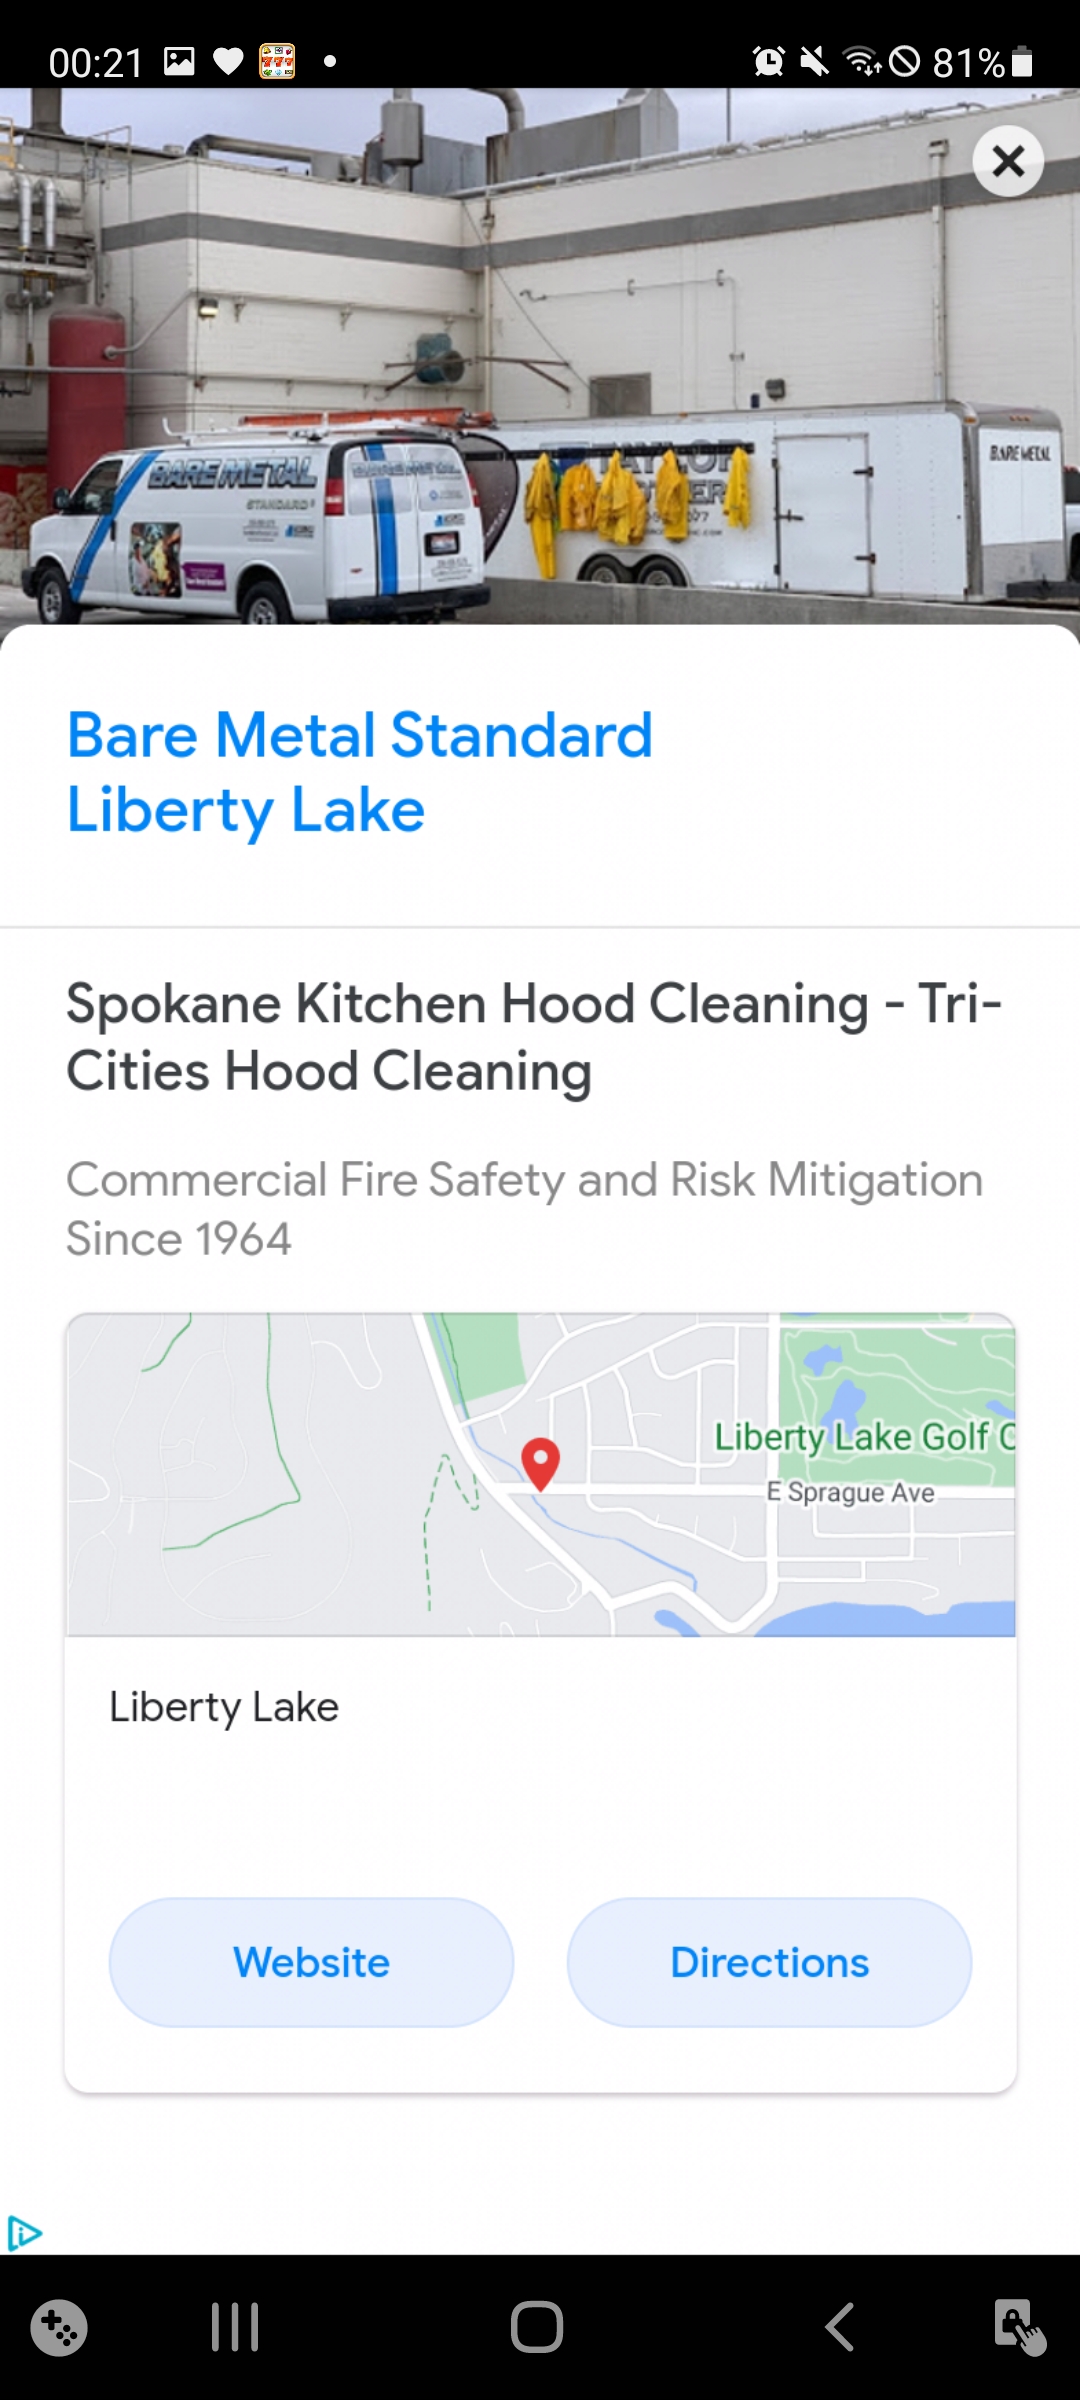 00:21
81%
BARE METAL
STANDARD
TAYLOR
BARE METAL
Bare Metal Standard
Liberty Lake
Spokane Kitchen Hood Cleaning - Tri-
Cities Hood Cleaning
Commercial Fire Safety and Risk Mitigation
Since 1964
Liberty Lake Golf C
E Sprague Ave
Liberty Lake
Website
Directions